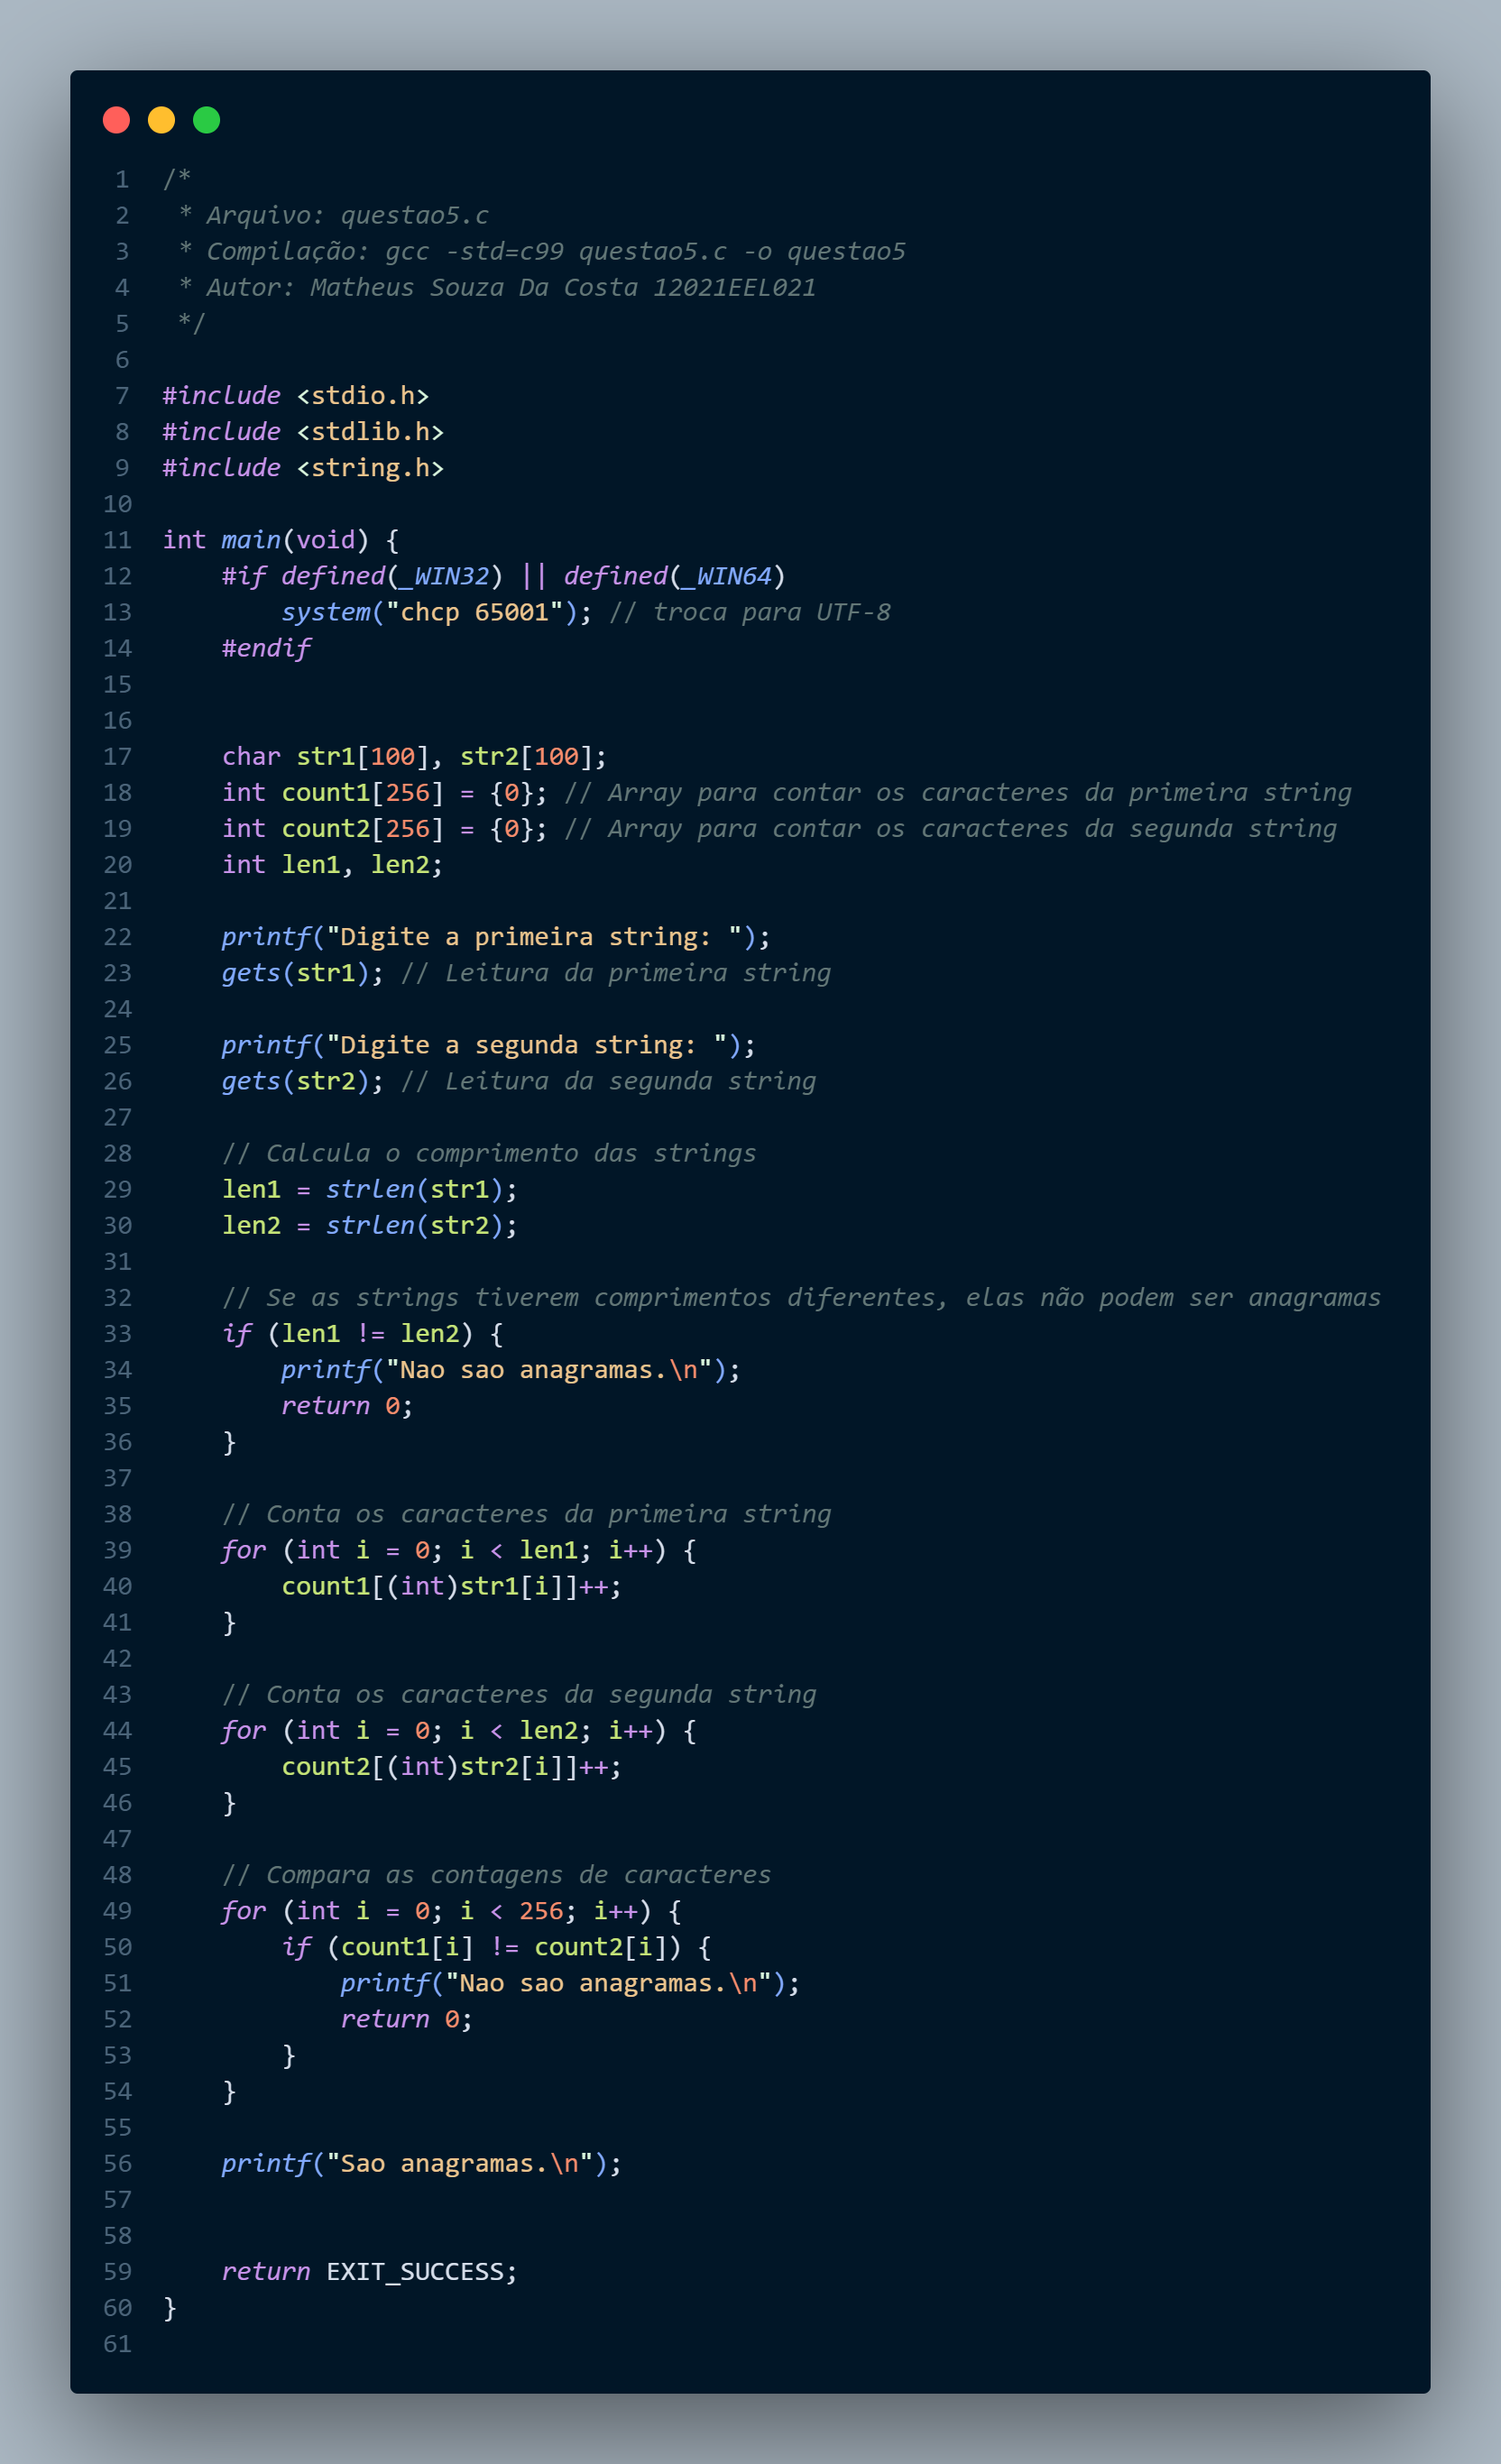 1 /*
2  * Arquivo: questao5.c
3  * Compilação: gcc -std=c99 questao5.c -o questao5
4  * Autor: Matheus Souza Da Costa 12021EEL021
5  */
6
7 #include <stdio.h>
8 #include <stdlib.h>
9 #include <string.h>
10
11 int main(void) {
12     #if defined(_WIN32) || defined(_WIN64)
13         system("chcp 65001"); // troca para UTF-8
14     #endif
15
16
17     char str1[100], str2[100];
18     int count1[256] = {0}; // Array para contar os caracteres da primeira string
19     int count2[256] = {0}; // Array para contar os caracteres da segunda string
20     int len1, len2;
21
22     printf("Digite a primeira string: ");
23     gets(str1); // Leitura da primeira string
24
25     printf("Digite a segunda string: ");
26     gets(str2); // Leitura da segunda string
27
28     // Calcula o comprimento das strings
29     len1 = strlen(str1);
30     len2 = strlen(str2);
31
32     // Se as strings tiverem comprimentos diferentes, elas não podem ser anagramas
33     if (len1 != len2) {
34         printf("Nao sao anagramas.\n");
35         return 0;
36     }
37
38     // Conta os caracteres da primeira string
39     for (int i = 0; i < len1; i++) {
40         count1[(int)str1[i]]++;
41     }
42
43     // Conta os caracteres da segunda string
44     for (int i = 0; i < len2; i++) {
45         count2[(int)str2[i]]++;
46     }
47
48     // Compara as contagens de caracteres
49     for (int i = 0; i < 256; i++) {
50         if (count1[i] != count2[i]) {
51             printf("Nao sao anagramas.\n");
52             return 0;
53         }
54     }
55
56     printf("Sao anagramas.\n");
57
58
59     return EXIT_SUCCESS;
60 }
61